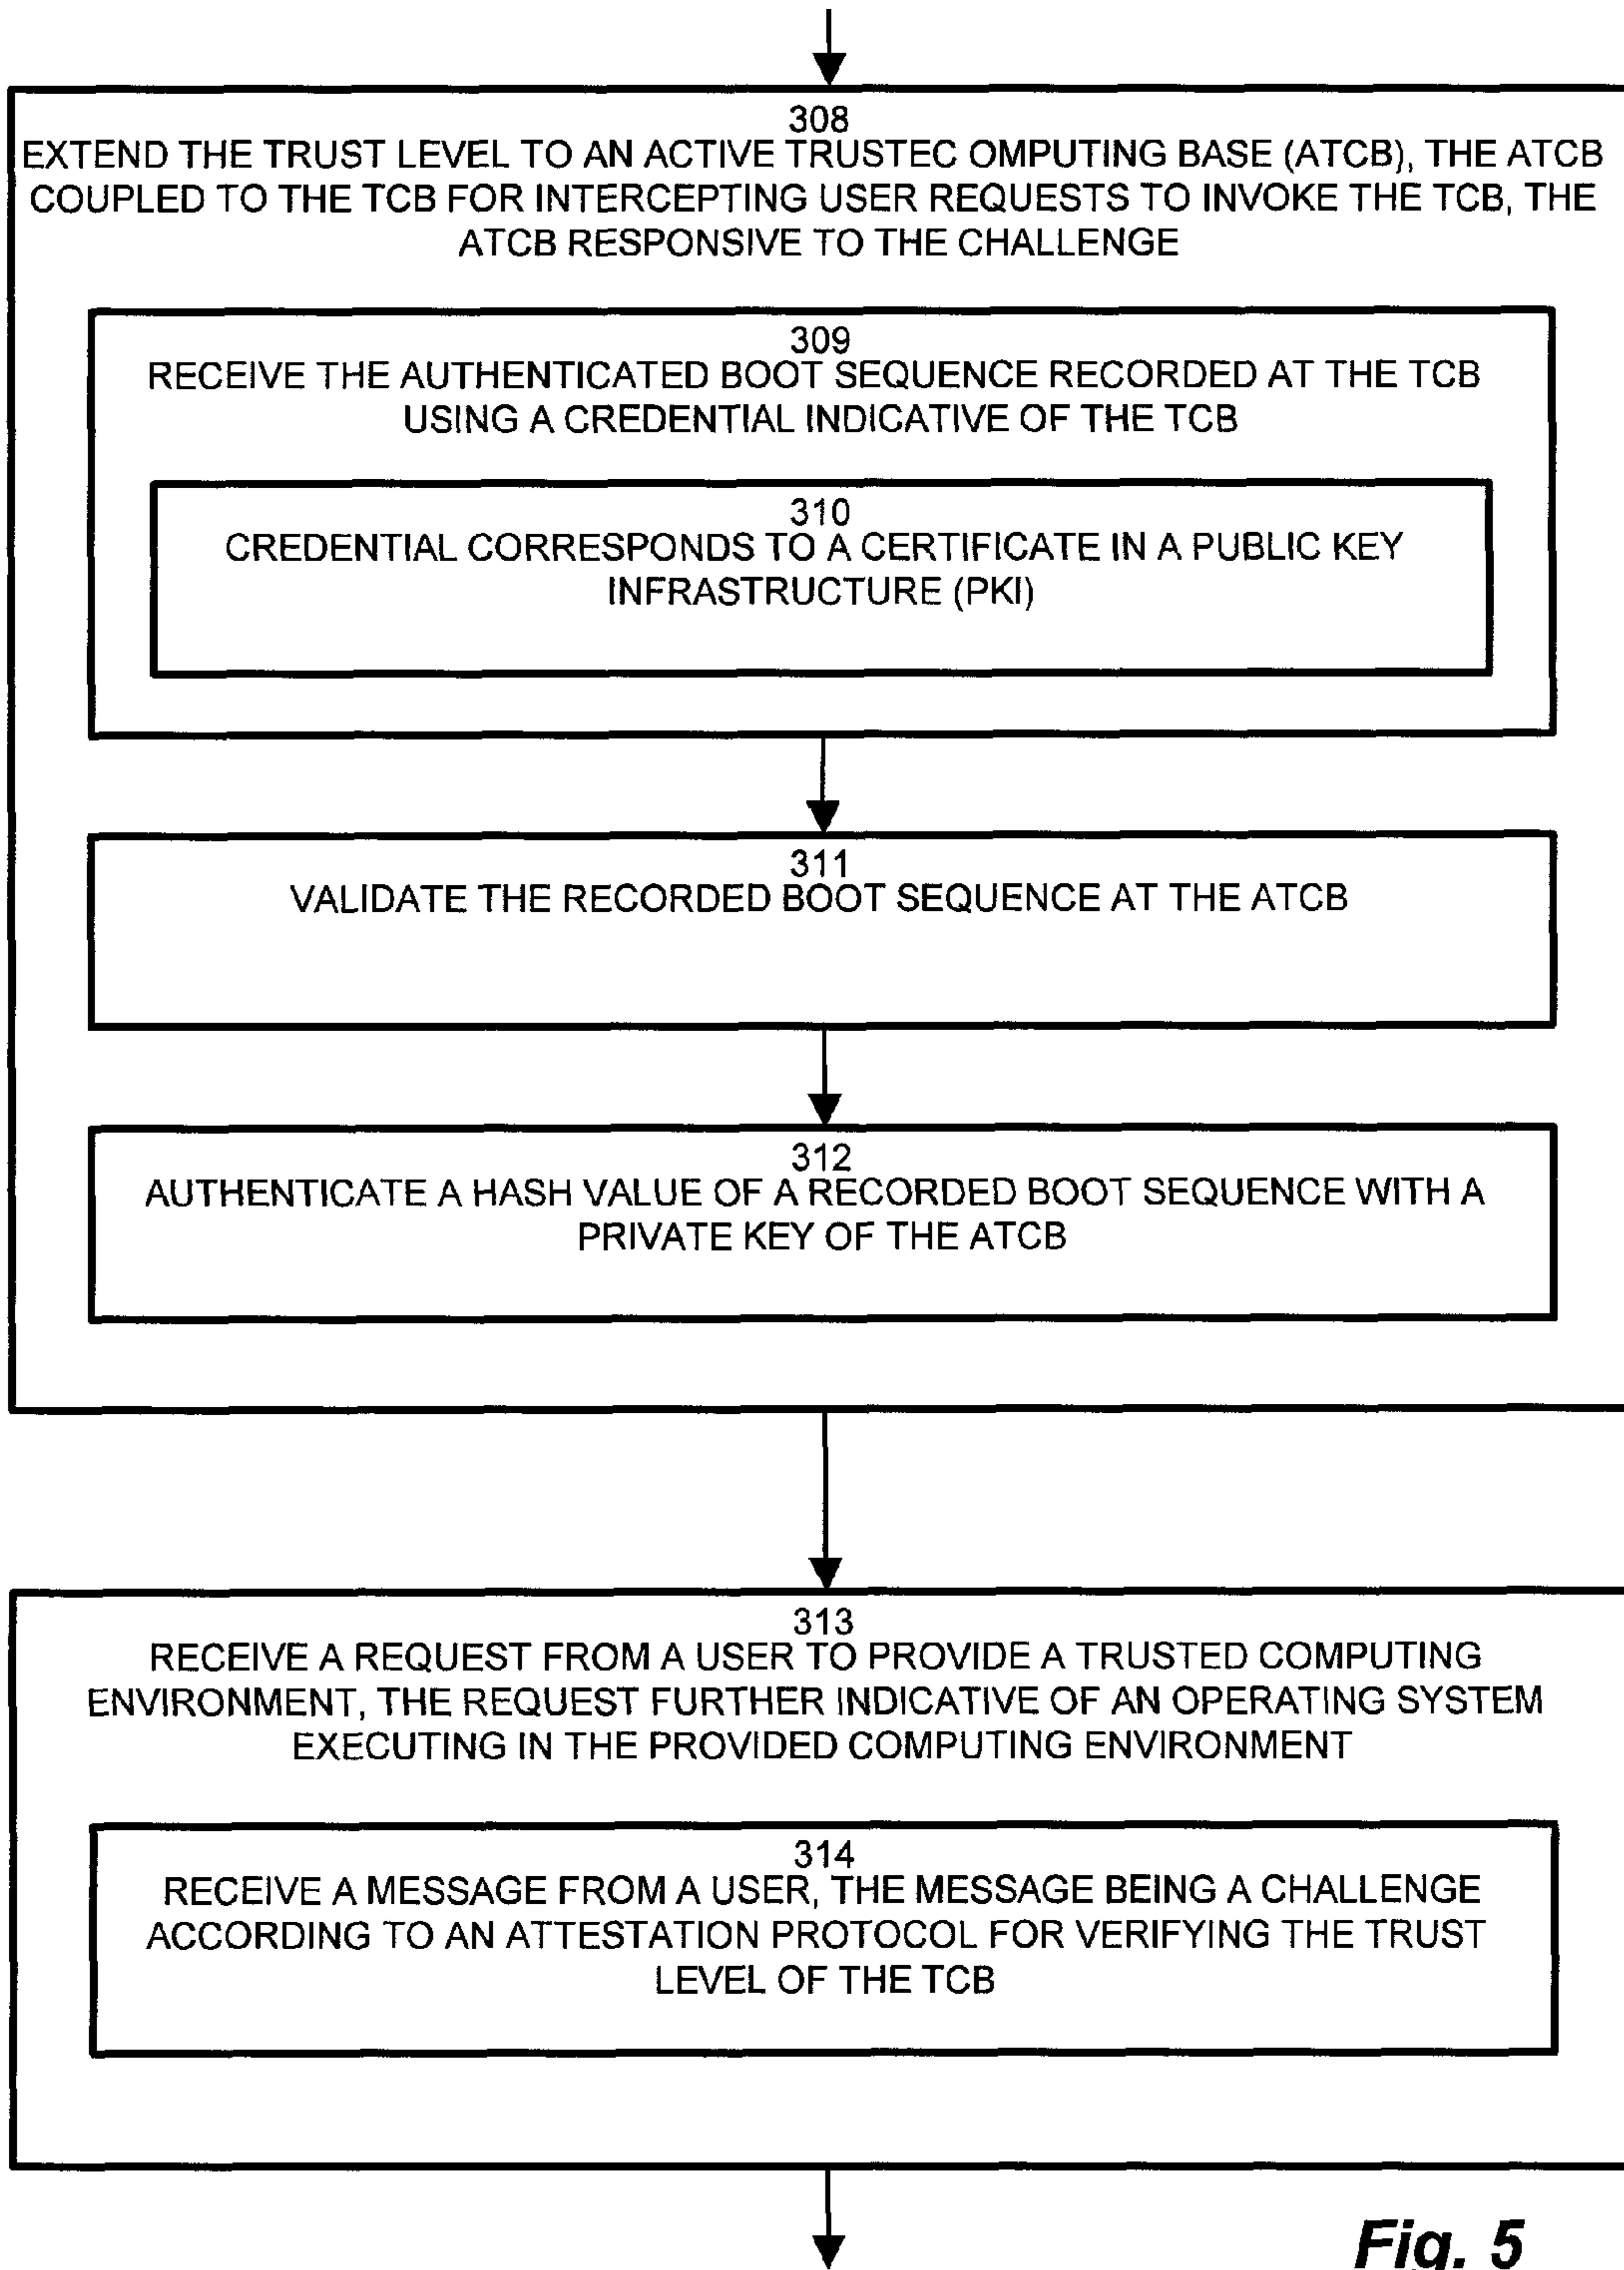 308
EXTEND THE TRUST LEVEL TO AN ACTIVE TRUSTEC OMPUTING BASE (ATCB), THE ATCB
COUPLED TO THE TCB FOR INTERCEPTING USER REQUESTS TO INVOKE THE TCB, THE
ATCB RESPONSIVE TO THE CHALLENGE
309
RECEIVE THE AUTHENTICATED BOOT SEQUENCE RECORDED AT THE TCB
USING A CREDENTIAL INDICATIVE OF THE TCB
310
CREDENTIAL CORRESPONDS TO A CERTIFICATE IN A PUBLIC KEY
INFRASTRUCTURE (PKI)
311
VALIDATE THE RECORDED BOOT SEQUENCE AT THE ATCB
312
AUTHENTICATE A HASH VALUE OF A RECORDED BOOT SEQUENCE WITH A
PRIVATE KEY OF THE ATCB
313
RECEIVE A REQUEST FROM A USER TO PROVIDE A TRUSTED COMPUTING
ENVIRONMENT, THE REQUEST FURTHER INDICATIVE OF AN OPERATING SYSTEM
EXECUTING IN THE PROVIDED COMPUTING ENVIRONMENT
314
RECEIVE A MESSAGE FROM A USER, THE MESSAGE BEING A CHALLENGE
ACCORDING TO AN ATTESTATION PROTOCOL FOR VERIFYING THE TRUST
LEVEL OF THE TCB
Fig. 5